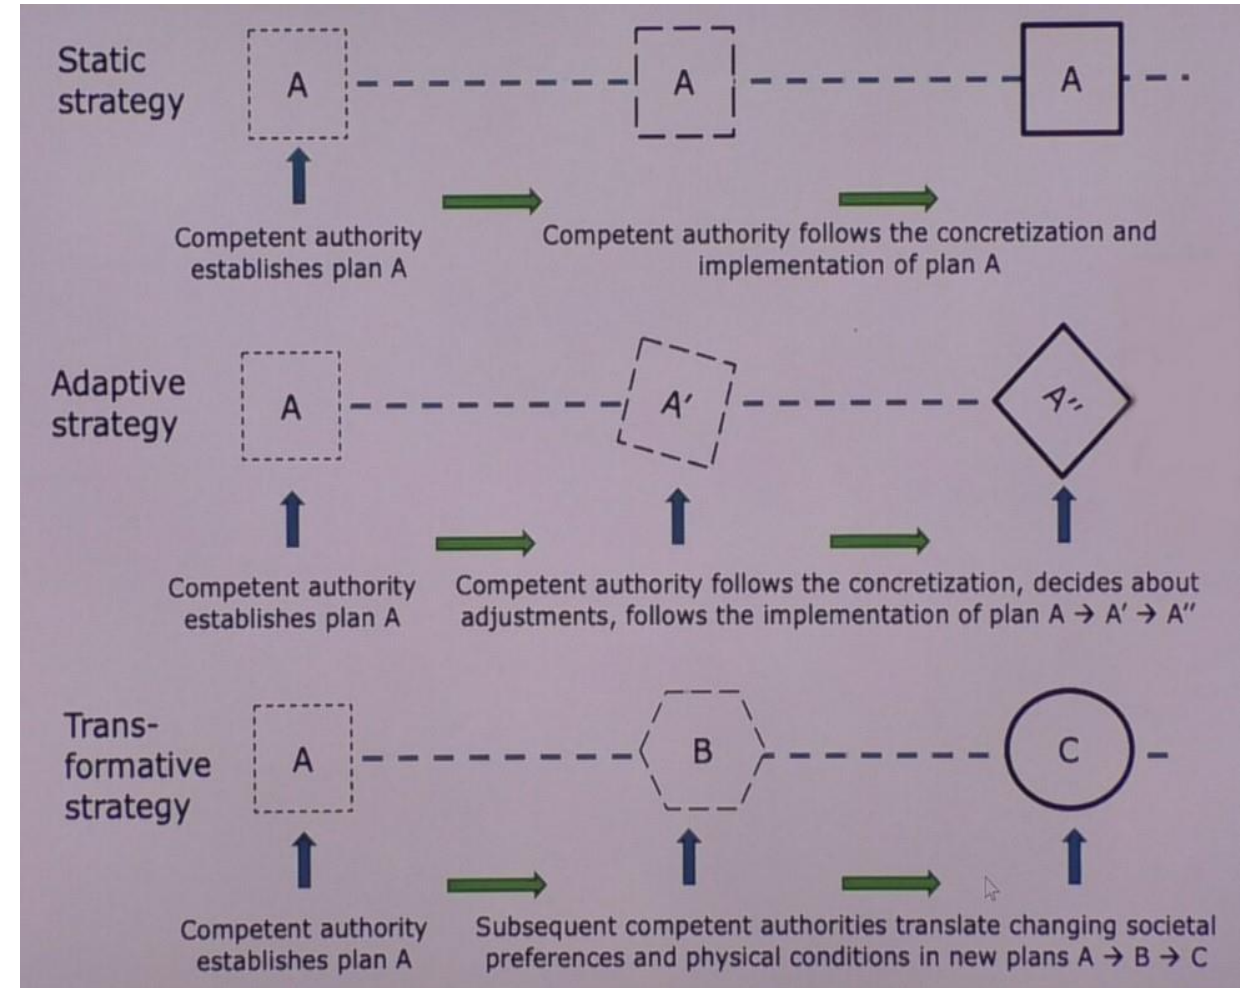 Static
strategy
A
A
A
Competent authority
establishes plan A
Competent authority follows the concretization and
implementation of plan A
Adaptive
strategy
A
A'
A''
Competent authority
establishes plan A
Competent authority follows the concretization, decides about
adjustments, follows the implementation of plan A → A' → A''
Trans-
formative
strategy
A
B
C
Competent authority
establishes plan A
Subsequent competent authorities translate changing societal
preferences and physical conditions in new plans A → B → C